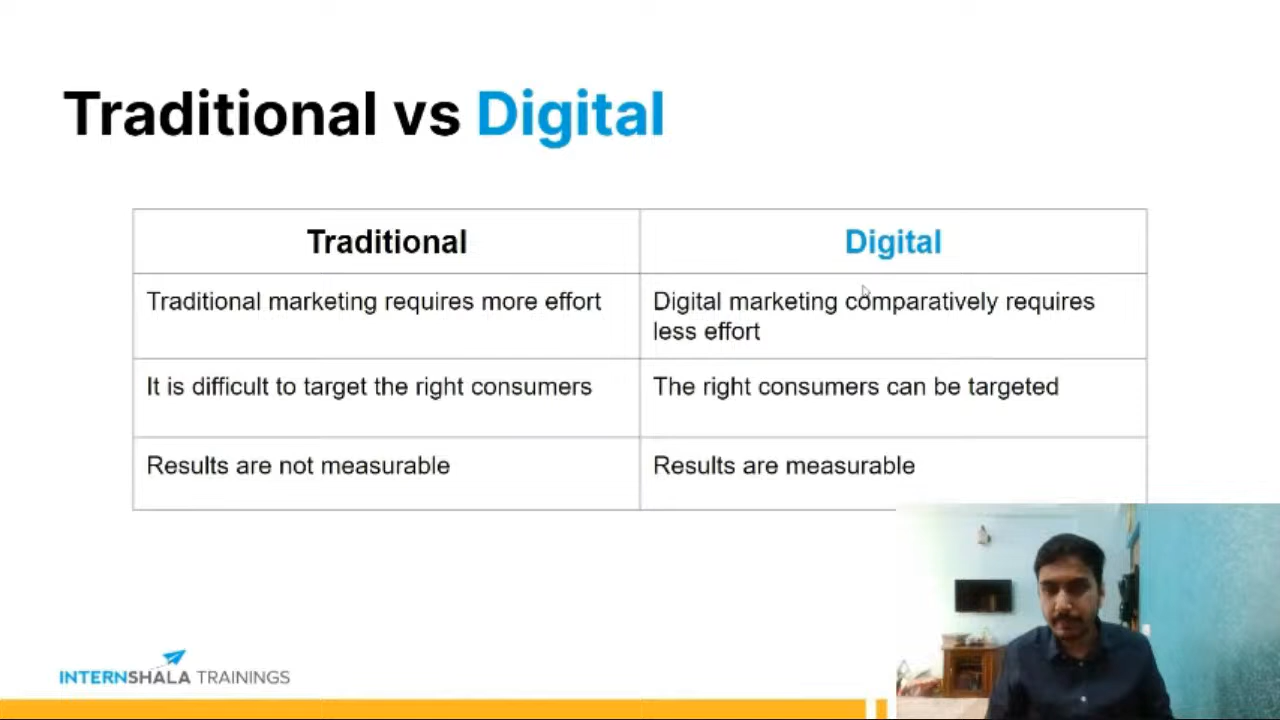 Traditional vs Digital
Traditional
Digital
Traditional marketing requires more effort
Digital marketing comparatively requires
less effort
It is difficult to target the right consumers
The right consumers can be targeted
Results are not measurable
Results are measurable
INTERNSHALA TRAININGS